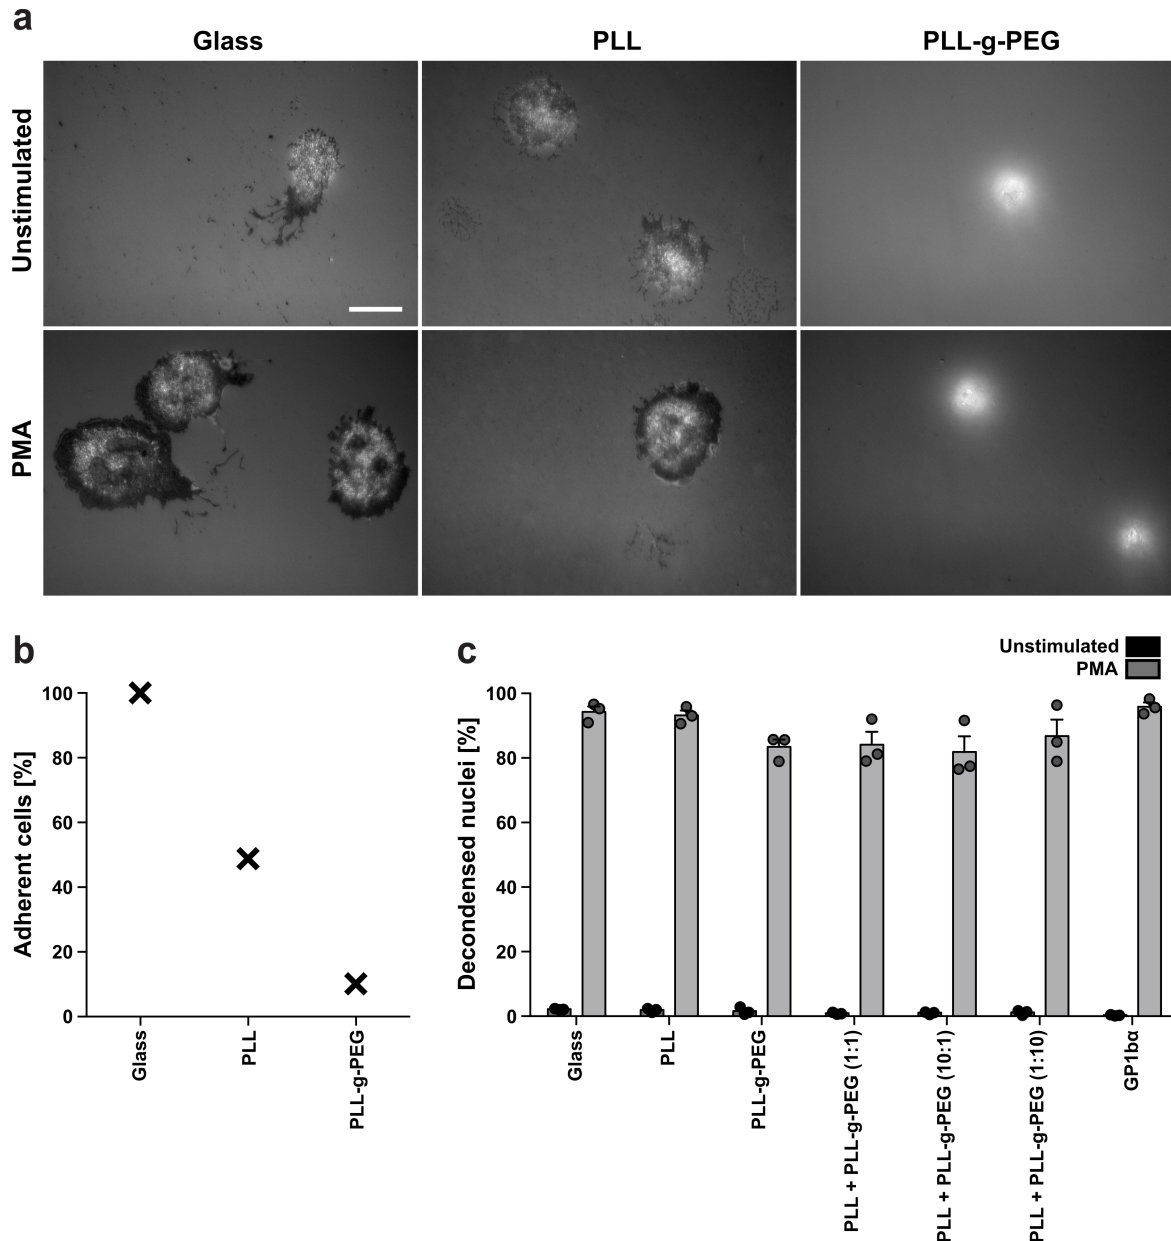 a
Glass
PLL
PLL-g-PEG
Unstimulated
PMA
b
Adherent cells [%]
100
80
60
40
20
0
Glass
PLL
PLL-g-PEG
c
Unstimulated
PMA
Decondensed nuclei [%]
100
80
60
40
20
0
Glass
PLL
PLL-g-PEG
PLL + PLL-g-PEG (1:1)
PLL + PLL-g-PEG (10:1)
PLL + PLL-g-PEG (1:10)
GP1bα